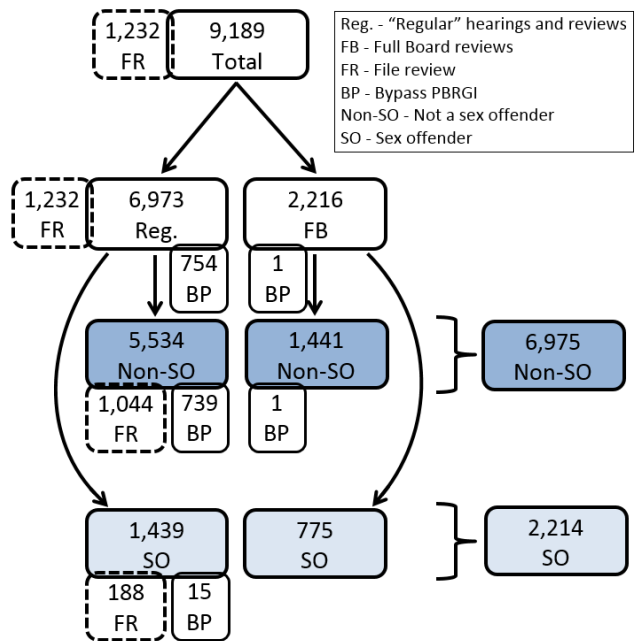 1,232
FR
9,189
Total
Reg. - “Regular” hearings and reviews
FB - Full Board reviews
FR - File review
BP - Bypass PBRGI
Non-SO - Not a sex offender
SO - Sex offender
1,232
FR
6,973
Reg.
2,216
FB
754
BP
1
BP
5,534
Non-SO
1,441
Non-SO
6,975
Non-SO
1,044
FR
739
BP
1
BP
1,439
SO
775
SO
2,214
SO
188
FR
15
BP